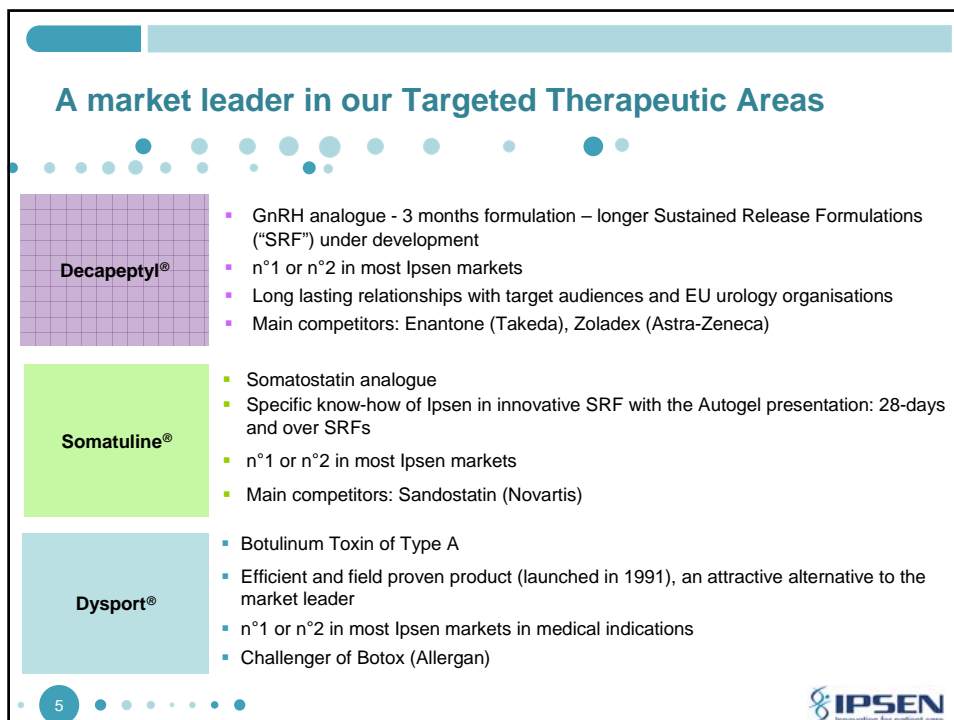 A market leader in our Targeted Therapeutic Areas
Decapeptyl®
GnRH analogue - 3 months formulation – longer Sustained Release Formulations
("SRF") under development
n°1 or n°2 in most Ipsen markets
Long lasting relationships with target audiences and EU urology organisations
Main competitors: Enantone (Takeda), Zoladex (Astra-Zeneca)
Somatuline®
Somatostatin analogue
Specific know-how of Ipsen in innovative SRF with the Autogel presentation: 28-days
and over SRFs
n°1 or n°2 in most Ipsen markets
Main competitors: Sandostatin (Novartis)
Dysport®
Botulinum Toxin of Type A
Efficient and field proven product (launched in 1991), an attractive alternative to the
market leader
n°1 or n°2 in most Ipsen markets in medical indications
Challenger of Botox (Allergan)
5
IPSEN
Innovation for patient care